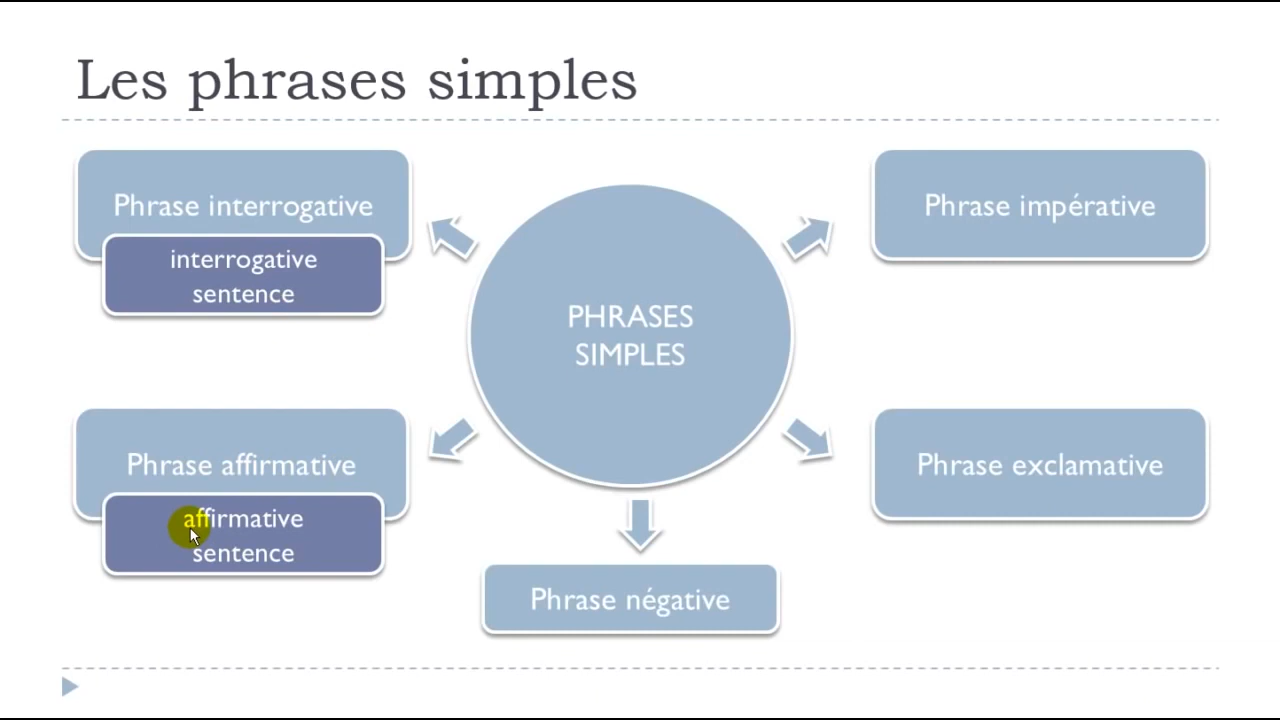 Les phrases simples
Phrase interrogative
interrogative
sentence
Phrase impérative
PHRASES
SIMPLES
Phrase affirmative
affirmative
sentence
Phrase exclamative
Phrase négative